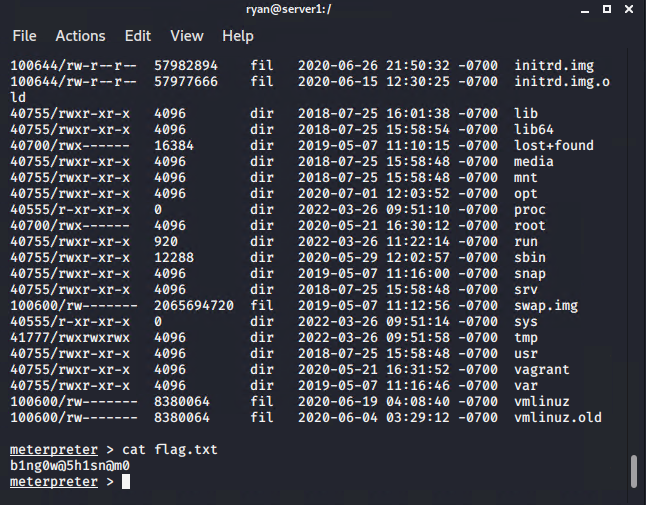 ryan@server1:/
File Actions Edit View Help
100644/rw-r--r-- 57982894 fil 2020-06-26 21:50:32 -0700 initrd.img
100644/rw-r--r-- 57977666 fil 2020-06-15 12:30:25 -0700 initrd.img.o
ld
40755/rwxr-xr-x 4096 dir 2018-07-25 16:01:38 -0700 lib
40755/rwxr-xr-x 4096 dir 2018-07-25 15:58:54 -0700 lib64
40700/rwx------ 16384 dir 2019-05-07 11:10:15 -0700 lost+found
40755/rwxr-xr-x 4096 dir 2018-07-25 15:58:48 -0700 media
40755/rwxr-xr-x 4096 dir 2018-07-25 15:58:48 -0700 mnt
40755/rwxr-xr-x 4096 dir 2020-07-01 12:03:52 -0700 opt
40555/r-xr-xr-x 0 dir 2022-03-26 09:51:10 -0700 proc
40700/rwx------ 4096 dir 2020-05-21 16:30:12 -0700 root
40755/rwxr-xr-x 920 dir 2022-03-26 11:22:14 -0700 run
40755/rwxr-xr-x 12288 dir 2020-05-29 12:02:57 -0700 sbin
40755/rwxr-xr-x 4096 dir 2019-05-07 11:16:00 -0700 snap
40755/rwxr-xr-x 4096 dir 2018-07-25 15:58:48 -0700 srv
100600/rw------- 2065694720 fil 2019-05-07 11:12:56 -0700 swap.img
40555/r-xr-xr-x 0 dir 2022-03-26 09:51:14 -0700 sys
41777/rwxrwxrwx 4096 dir 2022-03-26 09:51:58 -0700 tmp
40755/rwxr-xr-x 4096 dir 2018-07-25 15:58:48 -0700 usr
40755/rwxr-xr-x 4096 dir 2020-05-21 16:31:52 -0700 vagrant
40755/rwxr-xr-x 4096 dir 2019-05-07 11:16:46 -0700 var
100600/rw------- 8380064 fil 2020-06-19 04:08:40 -0700 vmlinuz
100600/rw------- 8380064 fil 2020-06-04 03:29:12 -0700 vmlinuz.old
meterpreter > cat flag.txt
b1ng0w@5h1sn@m0
meterpreter >